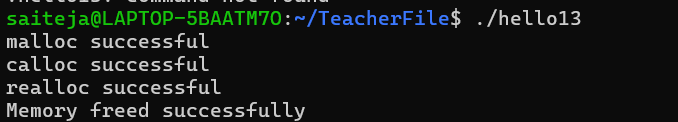 saiteja@LAPTOP-5BAATM7O:~/TeacherFile$ ./hello13
malloc successful
calloc successful
realloc successful
Memory freed successfully